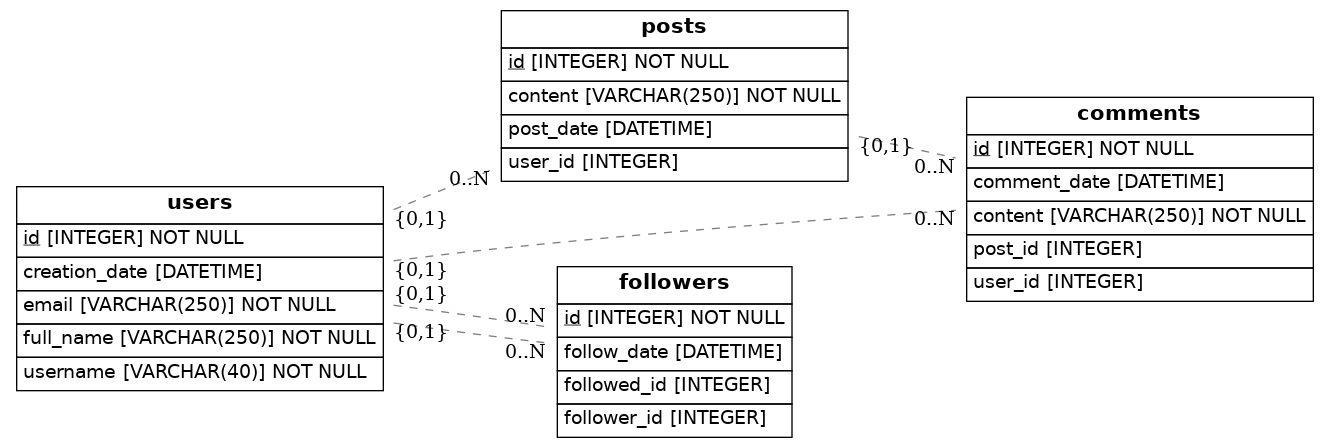 posts
id [INTEGER] NOT NULL
content [VARCHAR(250)] NOT NULL
post_date [DATETIME]
user_id [INTEGER]
comments
id [INTEGER] NOT NULL
comment_date [DATETIME]
content [VARCHAR(250)] NOT NULL
post_id [INTEGER]
user_id [INTEGER]
users
id [INTEGER] NOT NULL
creation_date [DATETIME]
email [VARCHAR(250)] NOT NULL
full_name [VARCHAR(250)] NOT NULL
username [VARCHAR(40)] NOT NULL
followers
id [INTEGER] NOT NULL
follow_date [DATETIME]
followed_id [INTEGER]
follower_id [INTEGER]
{0,1}
0..N
0..N
{0,1}
0..N
{0,1}
{0,1}
0..N
{0,1}
0..N